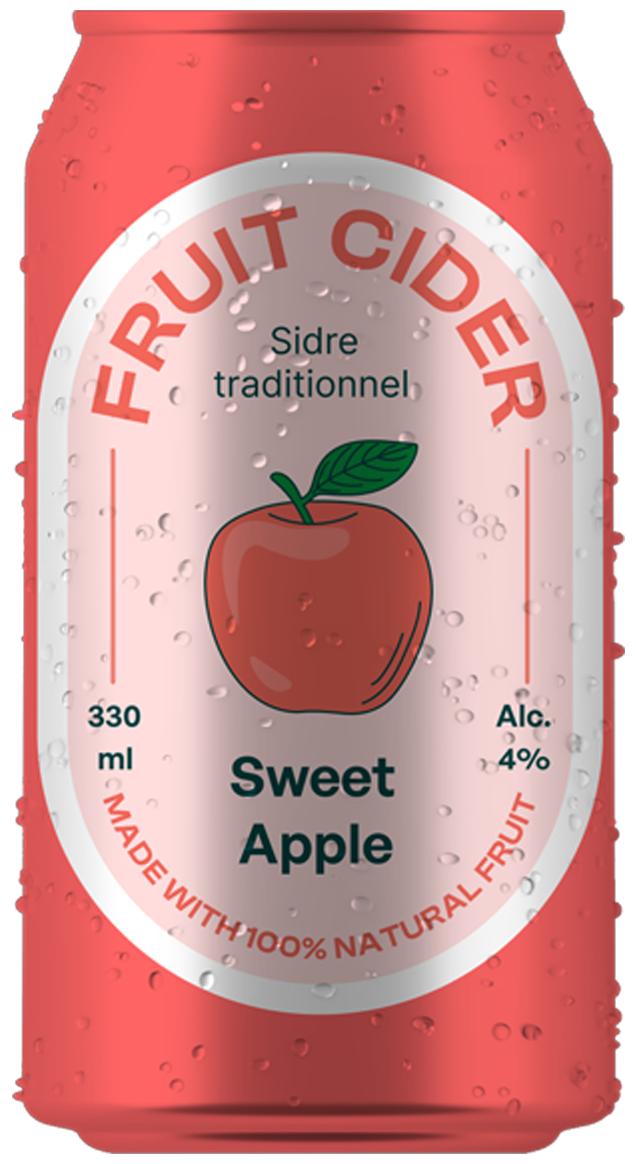 FRUIT CIDER
Sidre
traditionnel
330
ml
Alc.
4%
Sweet
Apple
MADE WITH 100% NATURAL FRUIT